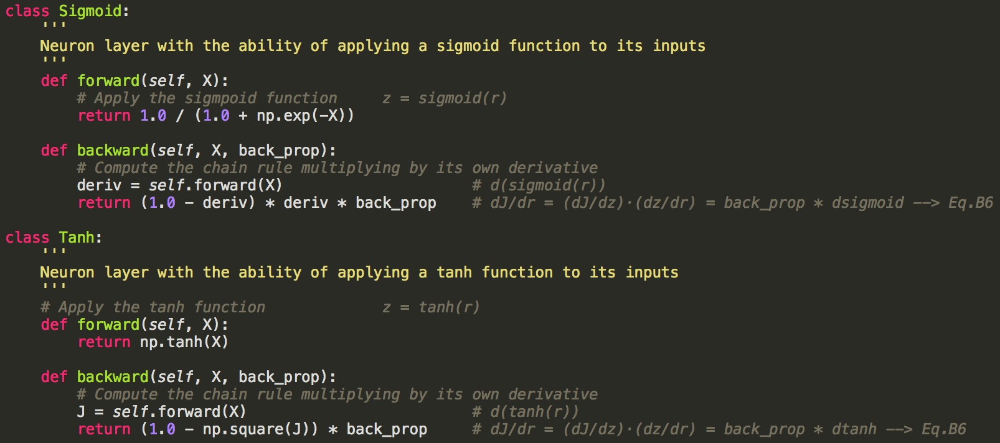 class Sigmoid:
    '''
    Neuron layer with the ability of applying a sigmoid function to its inputs
    '''
    def forward(self, X):
        # Apply the sigmpoid function     z = sigmoid(r)
        return 1.0 / (1.0 + np.exp(-X))

    def backward(self, X, back_prop):
        # Compute the chain rule multiplying by its own derivative
        deriv = self.forward(X)                     # d(sigmoid(r))
        return (1.0 - deriv) * deriv * back_prop    # dJ/dr = (dJ/dz)·(dz/dr) = back_prop * dsigmoid --> Eq.B6

class Tanh:
    '''
    Neuron layer with the ability of applying a tanh function to its inputs
    '''
    # Apply the tanh function             z = tanh(r)
    def forward(self, X):
        return np.tanh(X)

    def backward(self, X, back_prop):
        # Compute the chain rule multiplying by its own derivative
        J = self.forward(X)                         # d(tanh(r))
        return (1.0 - np.square(J)) * back_prop     # dJ/dr = (dJ/dz)·(dz/dr) = back_prop * dtanh --> Eq.B6